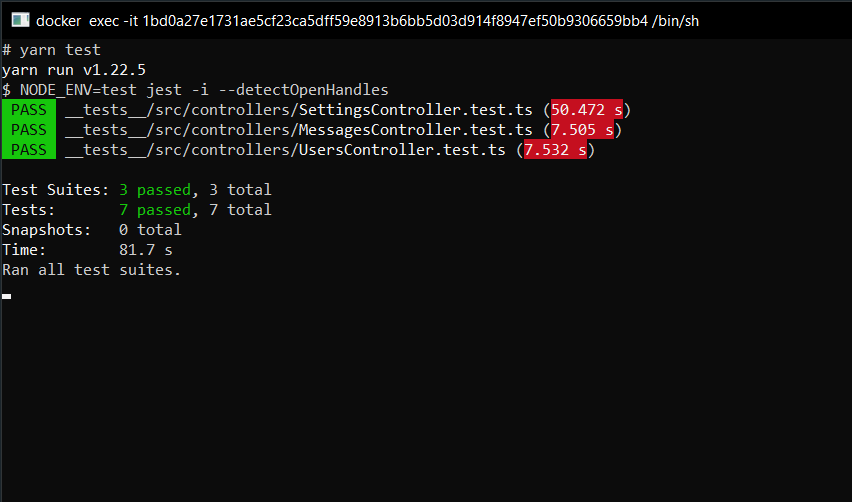 docker exec -it 1bd0a27e1731ae5cf23ca5dff59e8913b6bb5d03d914f8947ef50b9306659bb4 /bin/sh
# yarn test
yarn run v1.22.5
$ NODE_ENV=test jest -i --detectOpenHandles
PASS __tests__/src/controllers/SettingsController.test.ts (50.472 s)
PASS __tests__/src/controllers/MessagesController.test.ts (7.505 s)
PASS __tests__/src/controllers/UsersController.test.ts (7.532 s)
Test Suites: 3 passed, 3 total
Tests: 7 passed, 7 total
Snapshots: 0 total
Time: 81.7 s
Ran all test suites.